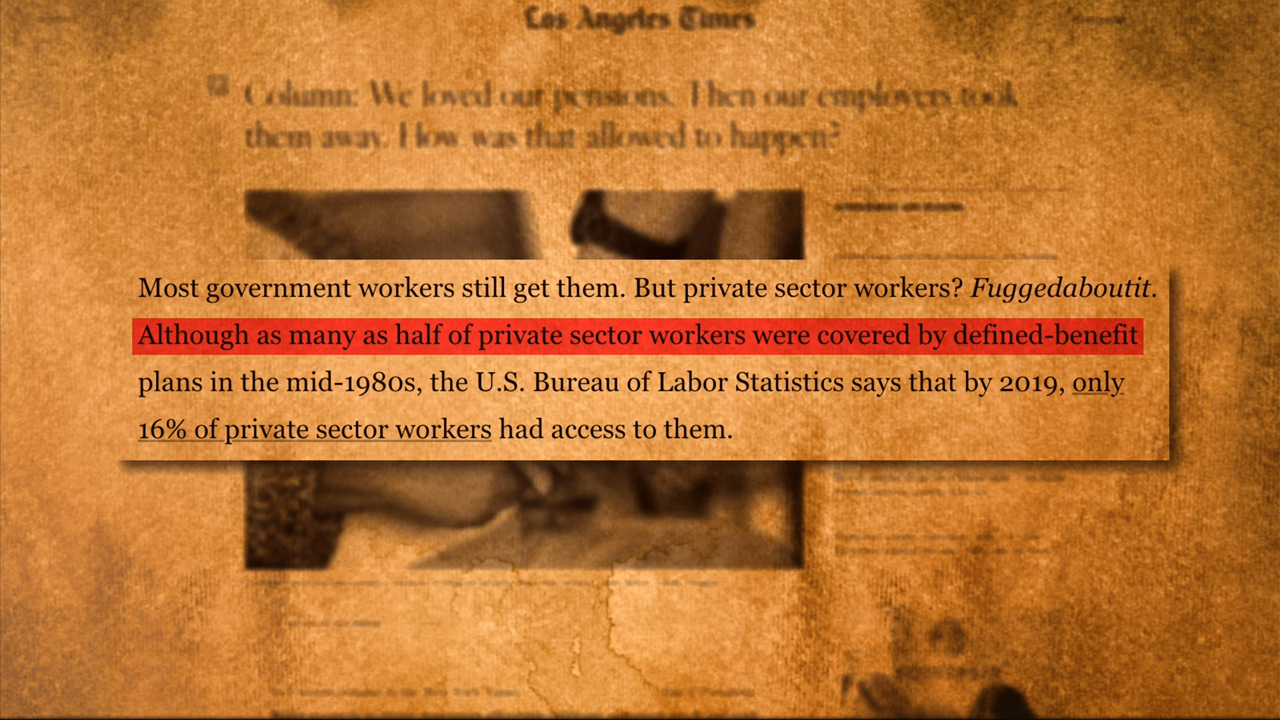 Los Angeles Times
Column: We loved our pensions. Then our employers took
them away. How was that allowed to happen?
Most government workers still get them. But private sector workers? Fuggedaboutit.
Although as many as half of private sector workers were covered by defined-benefit
plans in the mid-1980s, the U.S. Bureau of Labor Statistics says that by 2019, only
16% of private sector workers had access to them.